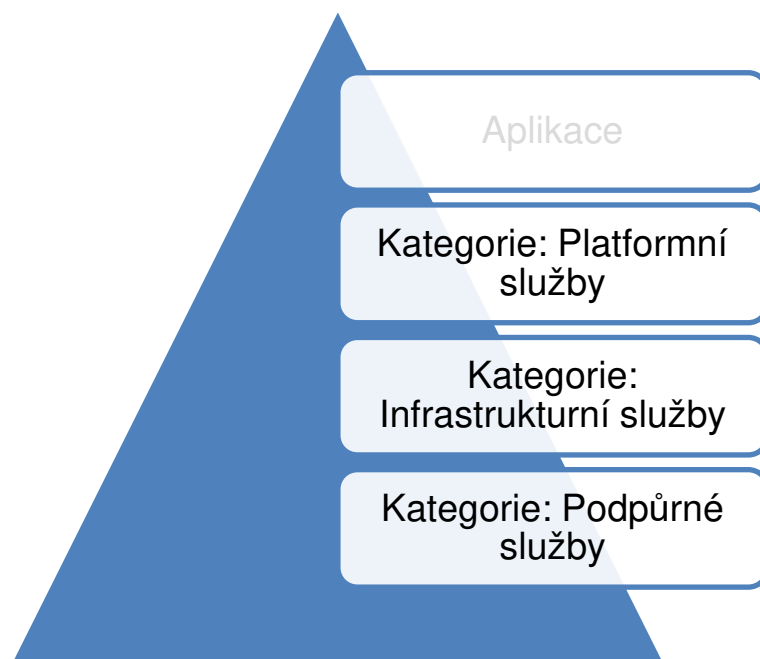 Aplikace
Kategorie: Platformní
služby
Kategorie:
Infrastrukturní služby
Kategorie: Podpůrné
služby